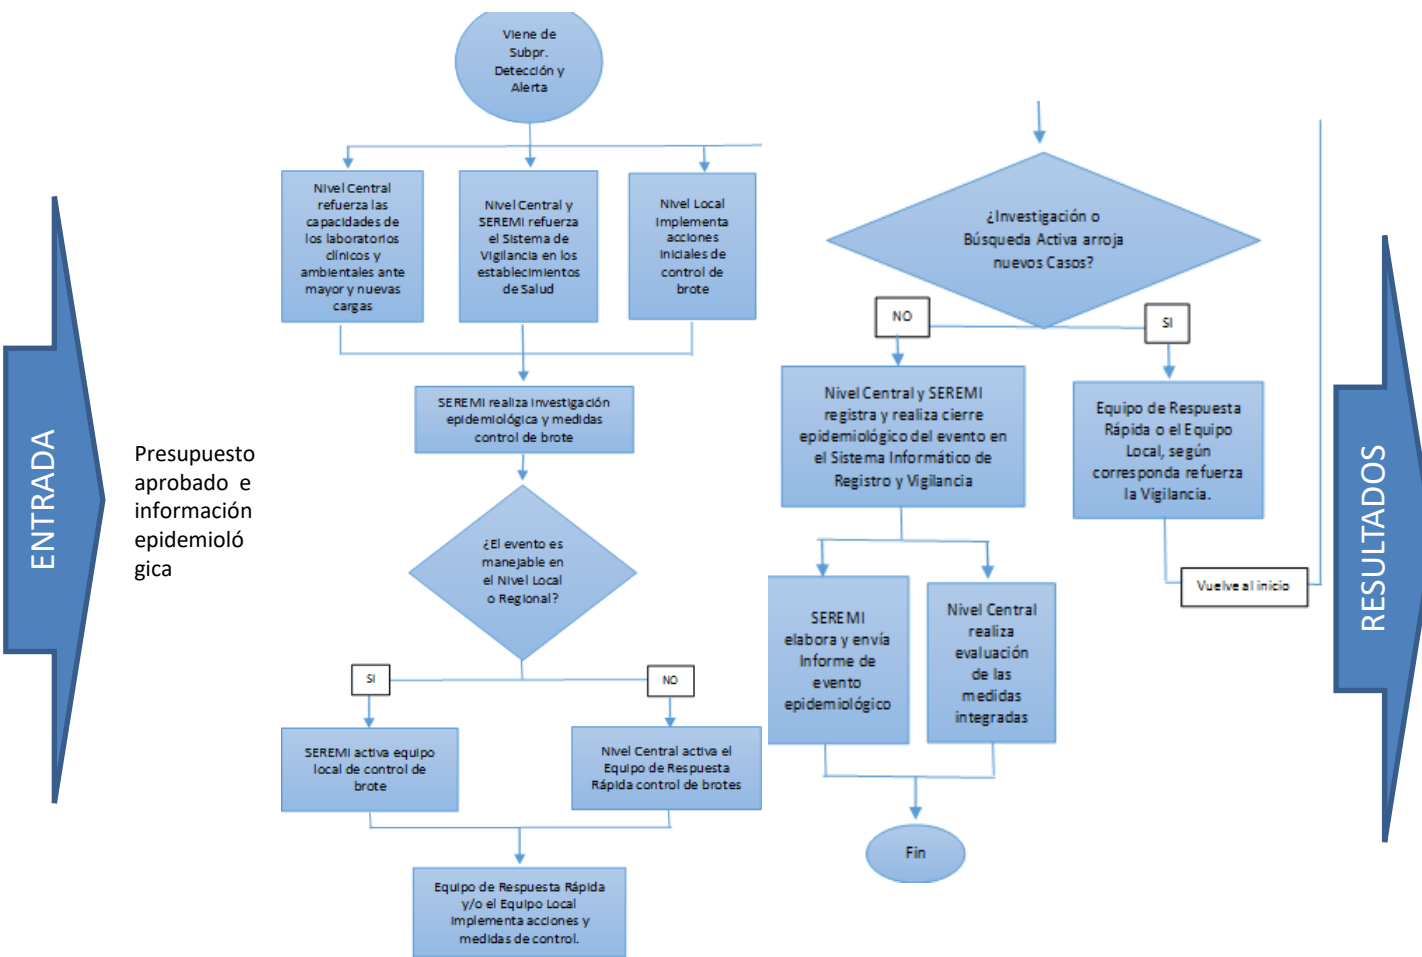 ENTRADA
Presupuesto
aprobado e
información
epidemioló
gica
Viene de
Subpr.
Detección y
Alerta
Nivel Central
refuerza las
capacidades de
los laboratorios
clínicos y
ambientales ante
mayor y nuevas
cargas
Nivel Central y
SEREMI refuerza
el Sistema de
Vigilancia en los
establecimientos
de Salud
Nivel Local
implementa
acciones
iniciales de
control de
brote
SEREMI realiza investigación
epidemiológica y medidas
control de brote
¿El evento es
manejable en
el Nivel Local
o Regional?
SI
NO
SEREMI activa equipo
local de control de
brote
Nivel Central activa el
Equipo de Respuesta
Rápida control de brotes
Equipo de Respuesta Rápida
y/o el Equipo Local
implementa acciones y
medidas de control.
¿Investigación o
Búsqueda Activa arroja
nuevos Casos?
NO
SI
Nivel Central y SEREMI
registra y realiza cierre
epidemiológico del evento en
el Sistema Informático de
Registro y Vigilancia
Equipo de Respuesta
Rápida o el Equipo
Local, según
corresponda refuerza
la Vigilancia.
Vuelve al inicio
SEREMI
elabora y envía
Informe de
evento
epidemiológico
Nivel Central
realiza
evaluación
de las
medidas
integradas
Fin
RESULTADOS